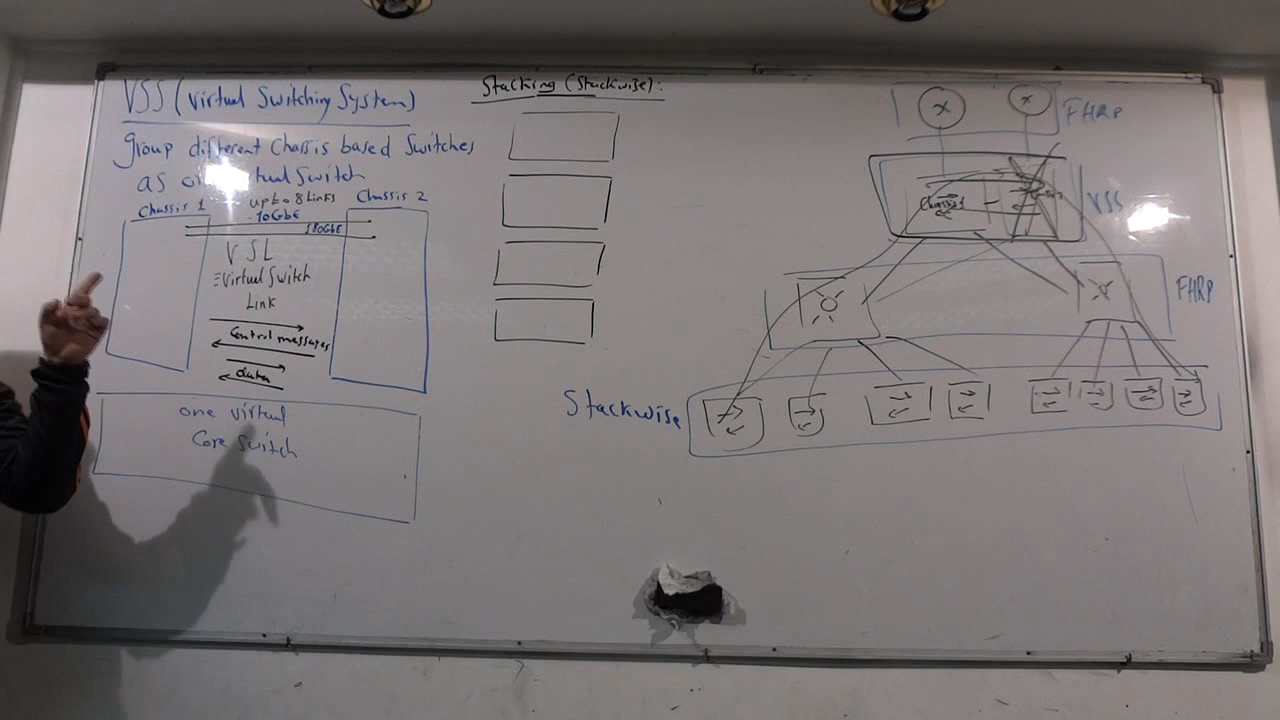 VSS (Virtual Switching System)
group different Chassis based Switches
as one virtual Switch
Chassis 1
up to 8 Links
Chassis 2
10GbE
80GbE
VSL
=Virtual Switch
Link
Control messages
data
one virtual
Core Switch
Stacking (Stackwise):
FHRP
Chassis 1
VSS
FHRP
Stackwise